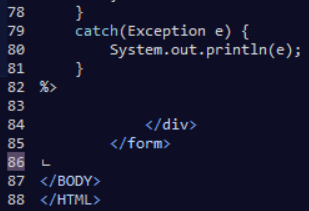 78 }
79 catch(Exception e) {
80 System.out.println(e);
81 }
82 %>
83
84 </div>
85 </form>
86
87 </BODY>
88 </HTML>